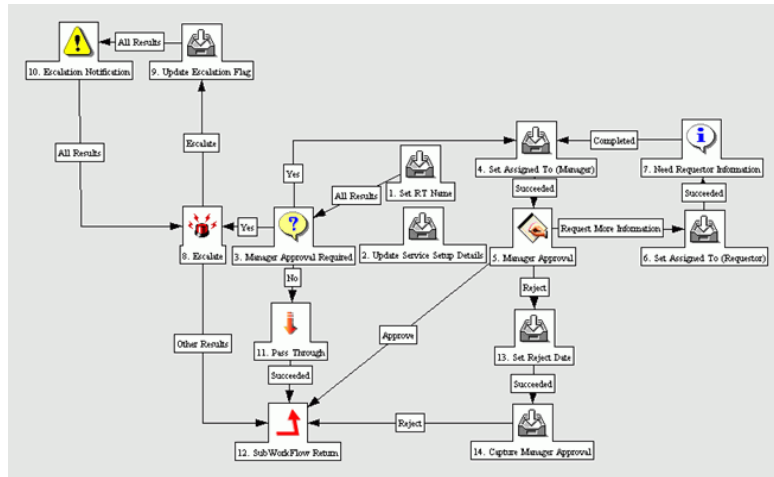 All Results
10. Escalation Notification
9. Update Escalation Flag
All Results
Escalate
Yes
All Results
1. Set RT Name
4. Set Assigned To (Manager)
Completed
7. Need Requestor Information
Succeeded
Succeeded
8. Escalate
Yes
3. Manager Approval Required
2. Update Service Setup Details
5. Manager Approval
Request More Information
6. Set Assigned To (Requestor)
No
Reject
Other Results
11. Pass Through
Approve
13. Set Reject Date
Succeeded
Succeeded
12. SubWorkFlow Return
Reject
14. Capture Manager Approval